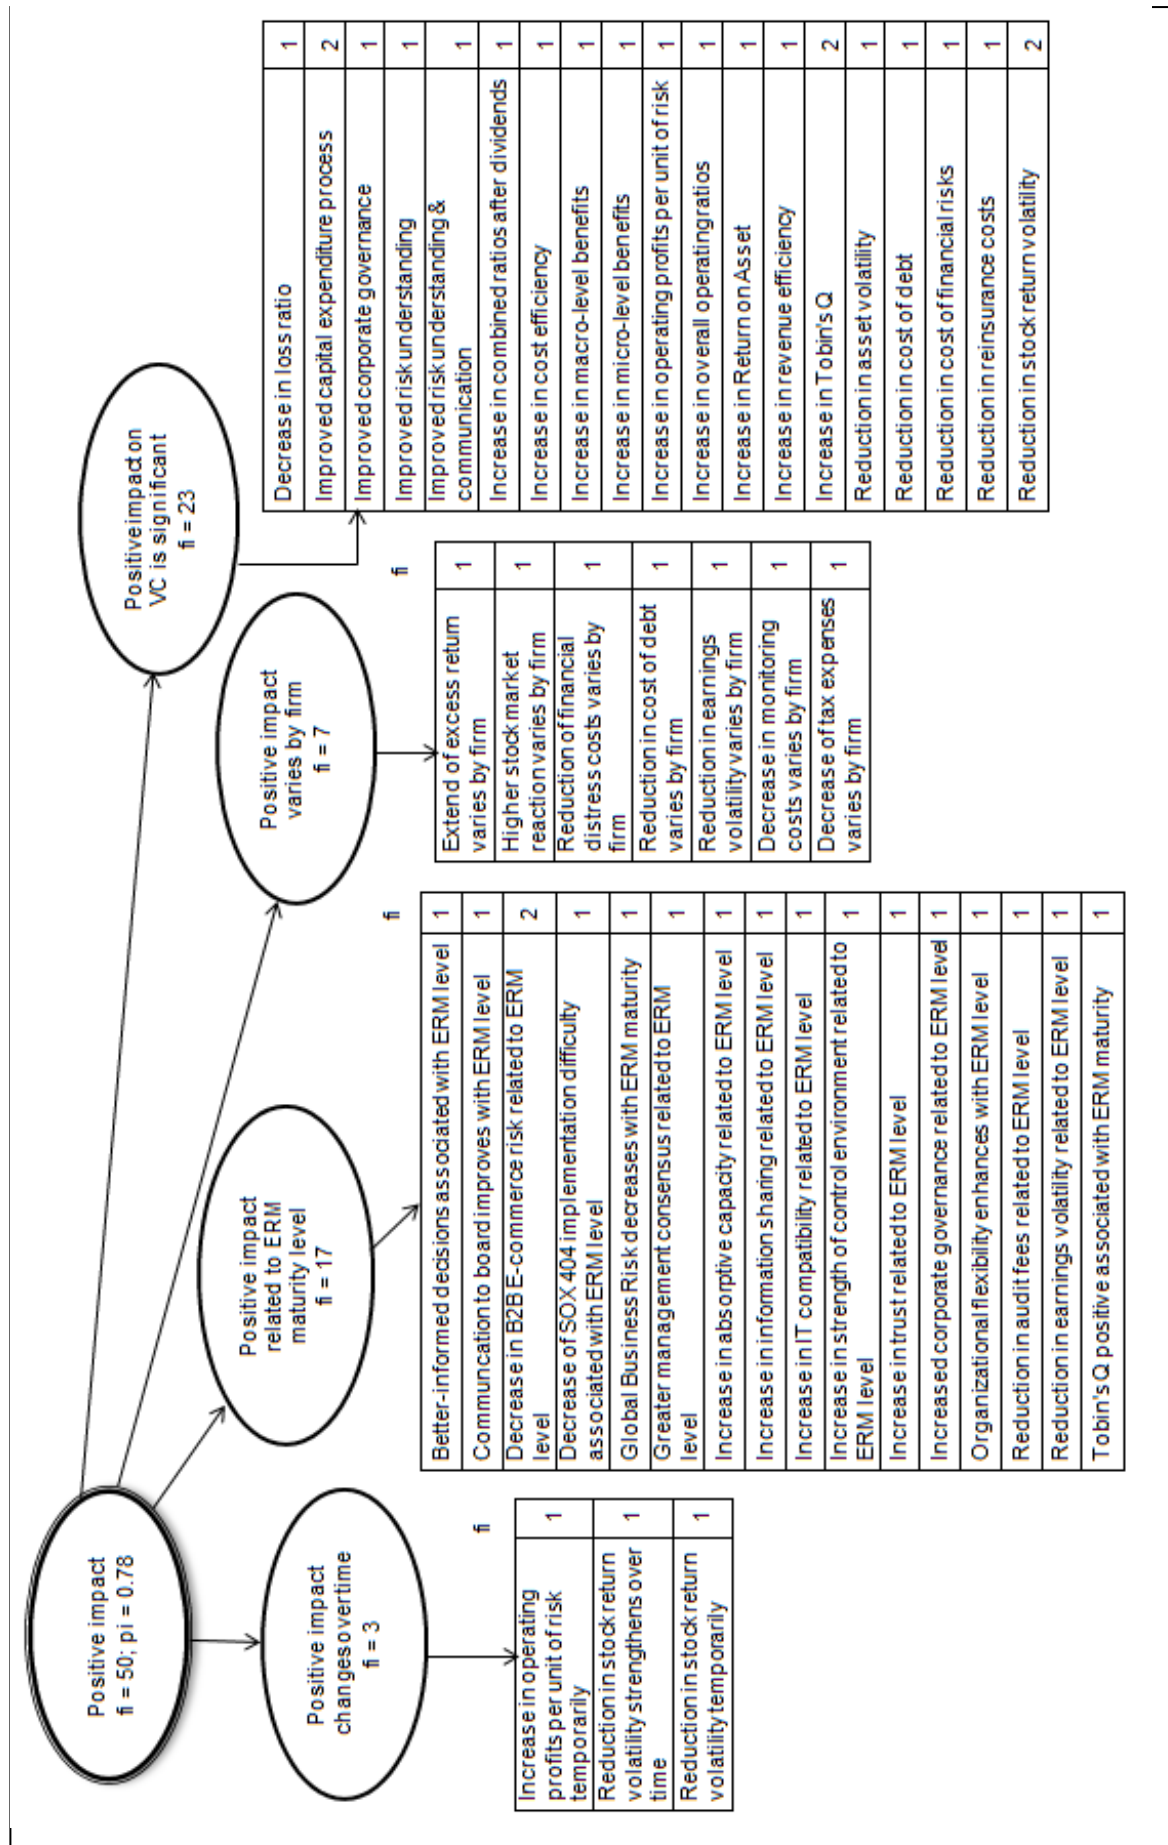 Positive impact
fi = 50; pi = 0.78
Positive impact
changes overtime
fi = 3
fi
Increase in operating
profits per unit of risk
temporarily
1
Reduction in stock return
volatility strengthens over
time
1
Reduction in stock return
volatility temporarily
1
Positive impact
related to ERM
maturity level
fi = 17
fi
Better-informed decisions associated with ERM level 1
Communcation to board improves with ERM level 1
Decrease in B2B E-commerce risk related to ERM
level
2
Decrease of SOX 404 implementation difficulty
associated with ERM level
1
Global Business Risk decreases with ERM maturity 1
Greater management consensus related to ERM
level
1
Increase in absorptive capacity related to ERM level 1
Increase in information sharing related to ERM level 1
Increase in IT compatibility related to ERM level 1
Increase in strength of control environment related to
ERM level
1
Increase in trust related to ERM level 1
Increased corporate governance related to ERM level 1
Organizational flexibility enhances with ERM level 1
Reduction in audit fees related to ERM level 1
Reduction in earnings volatility related to ERM level 1
Tobin's Q positive associated with ERM maturity 1
Positive impact
varies by firm
fi = 7
fi
Extend of excess return
varies by firm
1
Higher stock market
reaction varies by firm
1
Reduction of financial
distress costs varies by
firm
1
Reduction in cost of debt
varies by firm
1
Reduction in earnings
volatility varies by firm
1
Decrease in monitoring
costs varies by firm
1
Decrease of tax expenses
varies by firm
1
Positive impact on
VC is significant
fi = 23
Decrease in loss ratio 1
Improved capital expenditure process 2
Improved corporate governance 1
Improved risk understanding 1
Improved risk understanding &
communication
1
Increase in combined ratios after dividends 1
Increase in cost efficiency 1
Increase in macro-level benefits 1
Increase in micro-level benefits 1
Increase in operating profits per unit of risk 1
Increase in overall operating ratios 1
Increase in Return on Asset 1
Increase in revenue efficiency 1
Increase in Tobin's Q 2
Reduction in asset volatility 1
Reduction in cost of debt 1
Reduction in cost of financial risks 1
Reduction in reinsurance costs 1
Reduction in stock return volatility 2